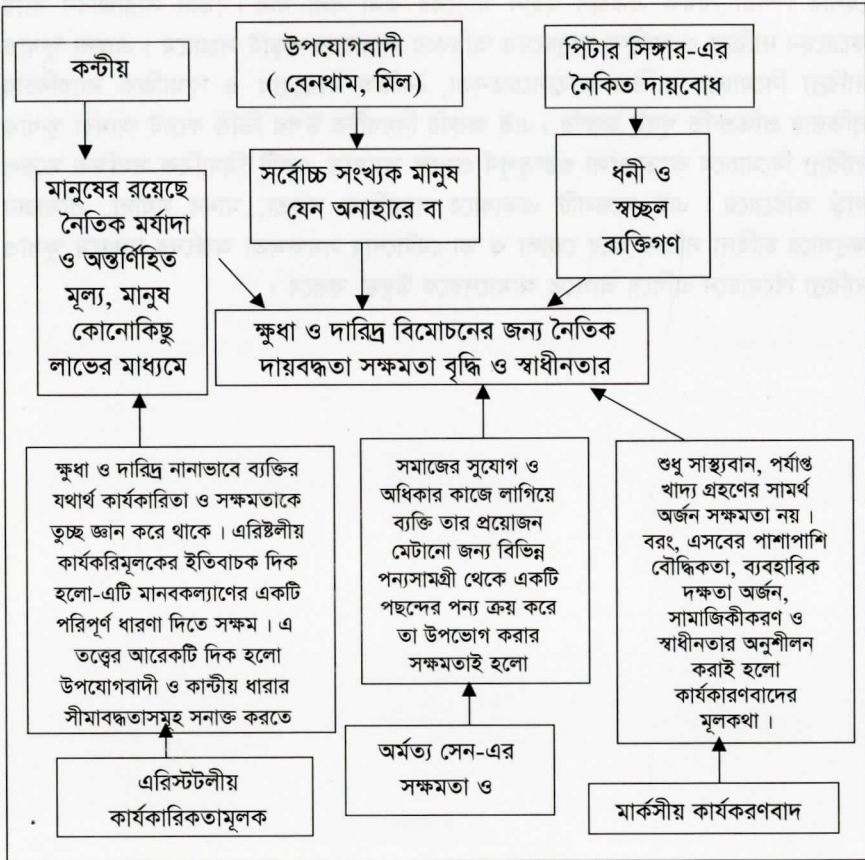 কন্টীয়
উপযোগবাদী
( বেনথাম, মিল)
পিটার সিঙ্গার-এর
নৈকিত দায়বোধ
মানুষের রয়েছে
নৈতিক মর্যাদা
ও অন্তর্ণিহিত
মূল্য, মানুষ
কোনোকিছু
লাভের মাধ্যমে
সর্বোচ্চ সংখ্যক মানুষ
যেন অনাহারে বা
ধনী ও
স্বচ্ছল
ব্যক্তিগণ
ক্ষুধা ও দারিদ্র বিমোচনের জন্য নৈতিক
দায়বদ্ধতা সক্ষমতা বৃদ্ধি ও স্বাধীনতার
ক্ষুধা ও দারিদ্র নানাভাবে ব্যক্তির
যথার্থ কার্যকারিতা ও সক্ষমতাকে
তুচ্ছ জ্ঞান করে থাকে । এরিষ্টলীয়
কার্যকরিমূলকের ইতিবাচক দিক
হলো-এটি মানবকল্যাণের একটি
পরিপূর্ণ ধারণা দিতে সক্ষম । এ
তত্ত্বের আরেকটি দিক হলো
উপযোগবাদী ও কান্টীয় ধারার
সীমাবদ্ধতাসমূহ সনাক্ত করতে
সমাজের সুযোগ ও
অধিকার কাজে লাগিয়ে
ব্যক্তি তার প্রয়োজন
মেটানো জন্য বিভিন্ন
পন্যসামগ্রী থেকে একটি
পছন্দের পন্য ক্রয় করে
তা উপভোগ করার
সক্ষমতাই হলো
শুধু সাস্থ্যবান, পর্যাপ্ত
খাদ্য গ্রহণের সামর্থ
অর্জন সক্ষমতা নয় ।
বরং, এসবের পাশাপাশি
বৌদ্ধিকতা, ব্যবহারিক
দক্ষতা অর্জন,
সামাজিকীকরণ ও
স্বাধীনতার অনুশীলন
করাই হলো
কার্যকারণবাদের
মূলকথা ।
এরিস্টটলীয়
কার্যকারিকতামূলক
অর্মত্য সেন-এর
সক্ষমতা ও
মার্কসীয় কার্যকরণবাদ